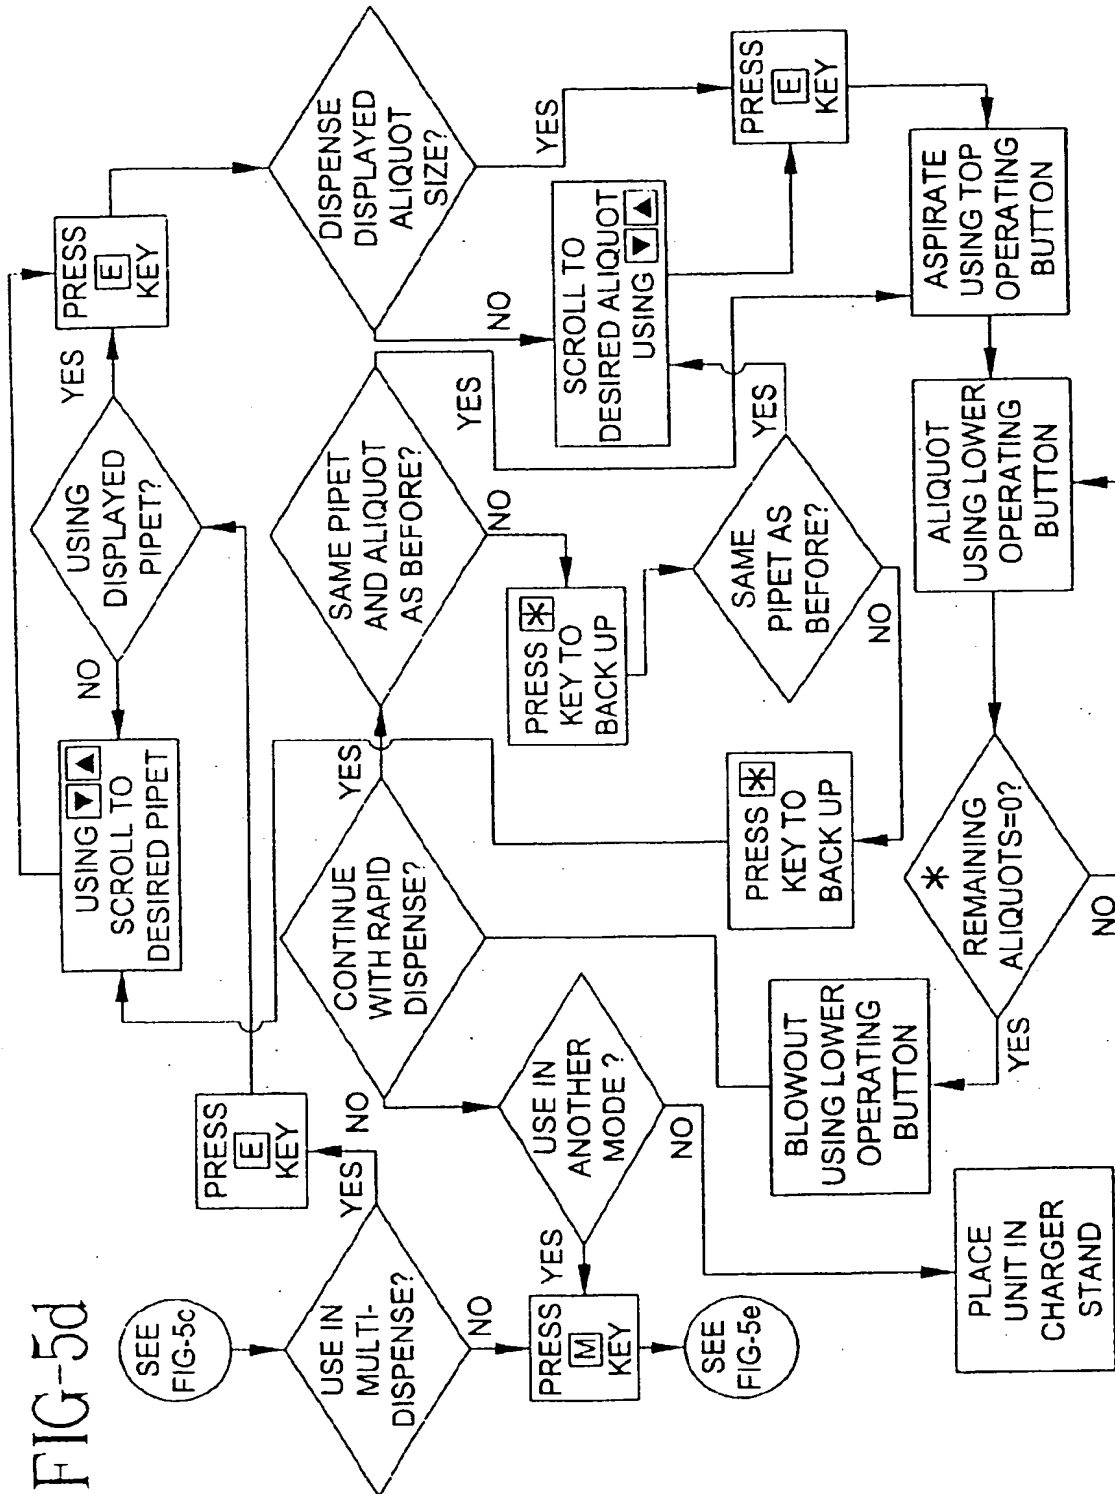 FIG-5d
SEE
FIG-5c
USE IN
MULTI-
DISPENSE?
YES
NO
PRESS
E
KEY
PRESS
M
KEY
SEE
FIG-5e
USING ▼▲
SCROLL TO
DESIRED PIPET
NO
USING
DISPLAYED
PIPET?
YES
PRESS
E
KEY
CONTINUE
WITH RAPID
DISPENSE?
YES
NO
SAME PIPET
AND ALIQUOT
AS BEFORE?
YES
NO
DISPENSE
DISPLAYED
ALIQUOT
SIZE?
YES
NO
USE IN
ANOTHER
MODE ?
YES
NO
PRESS *
KEY TO
BACK UP
SCROLL TO
DESIRED ALIQUOT
USING ▼▲
PRESS
E
KEY
PRESS *
KEY TO
BACK UP
SAME
PIPET AS
BEFORE?
YES
NO
BLOWOUT
USING LOWER
OPERATING
BUTTON
YES
*
REMAINING
ALIQUOTS=0?
NO
ALIQUOT
USING LOWER
OPERATING
BUTTON
ASPIRATE
USING TOP
OPERATING
BUTTON
PLACE
UNIT IN
CHARGER
STAND